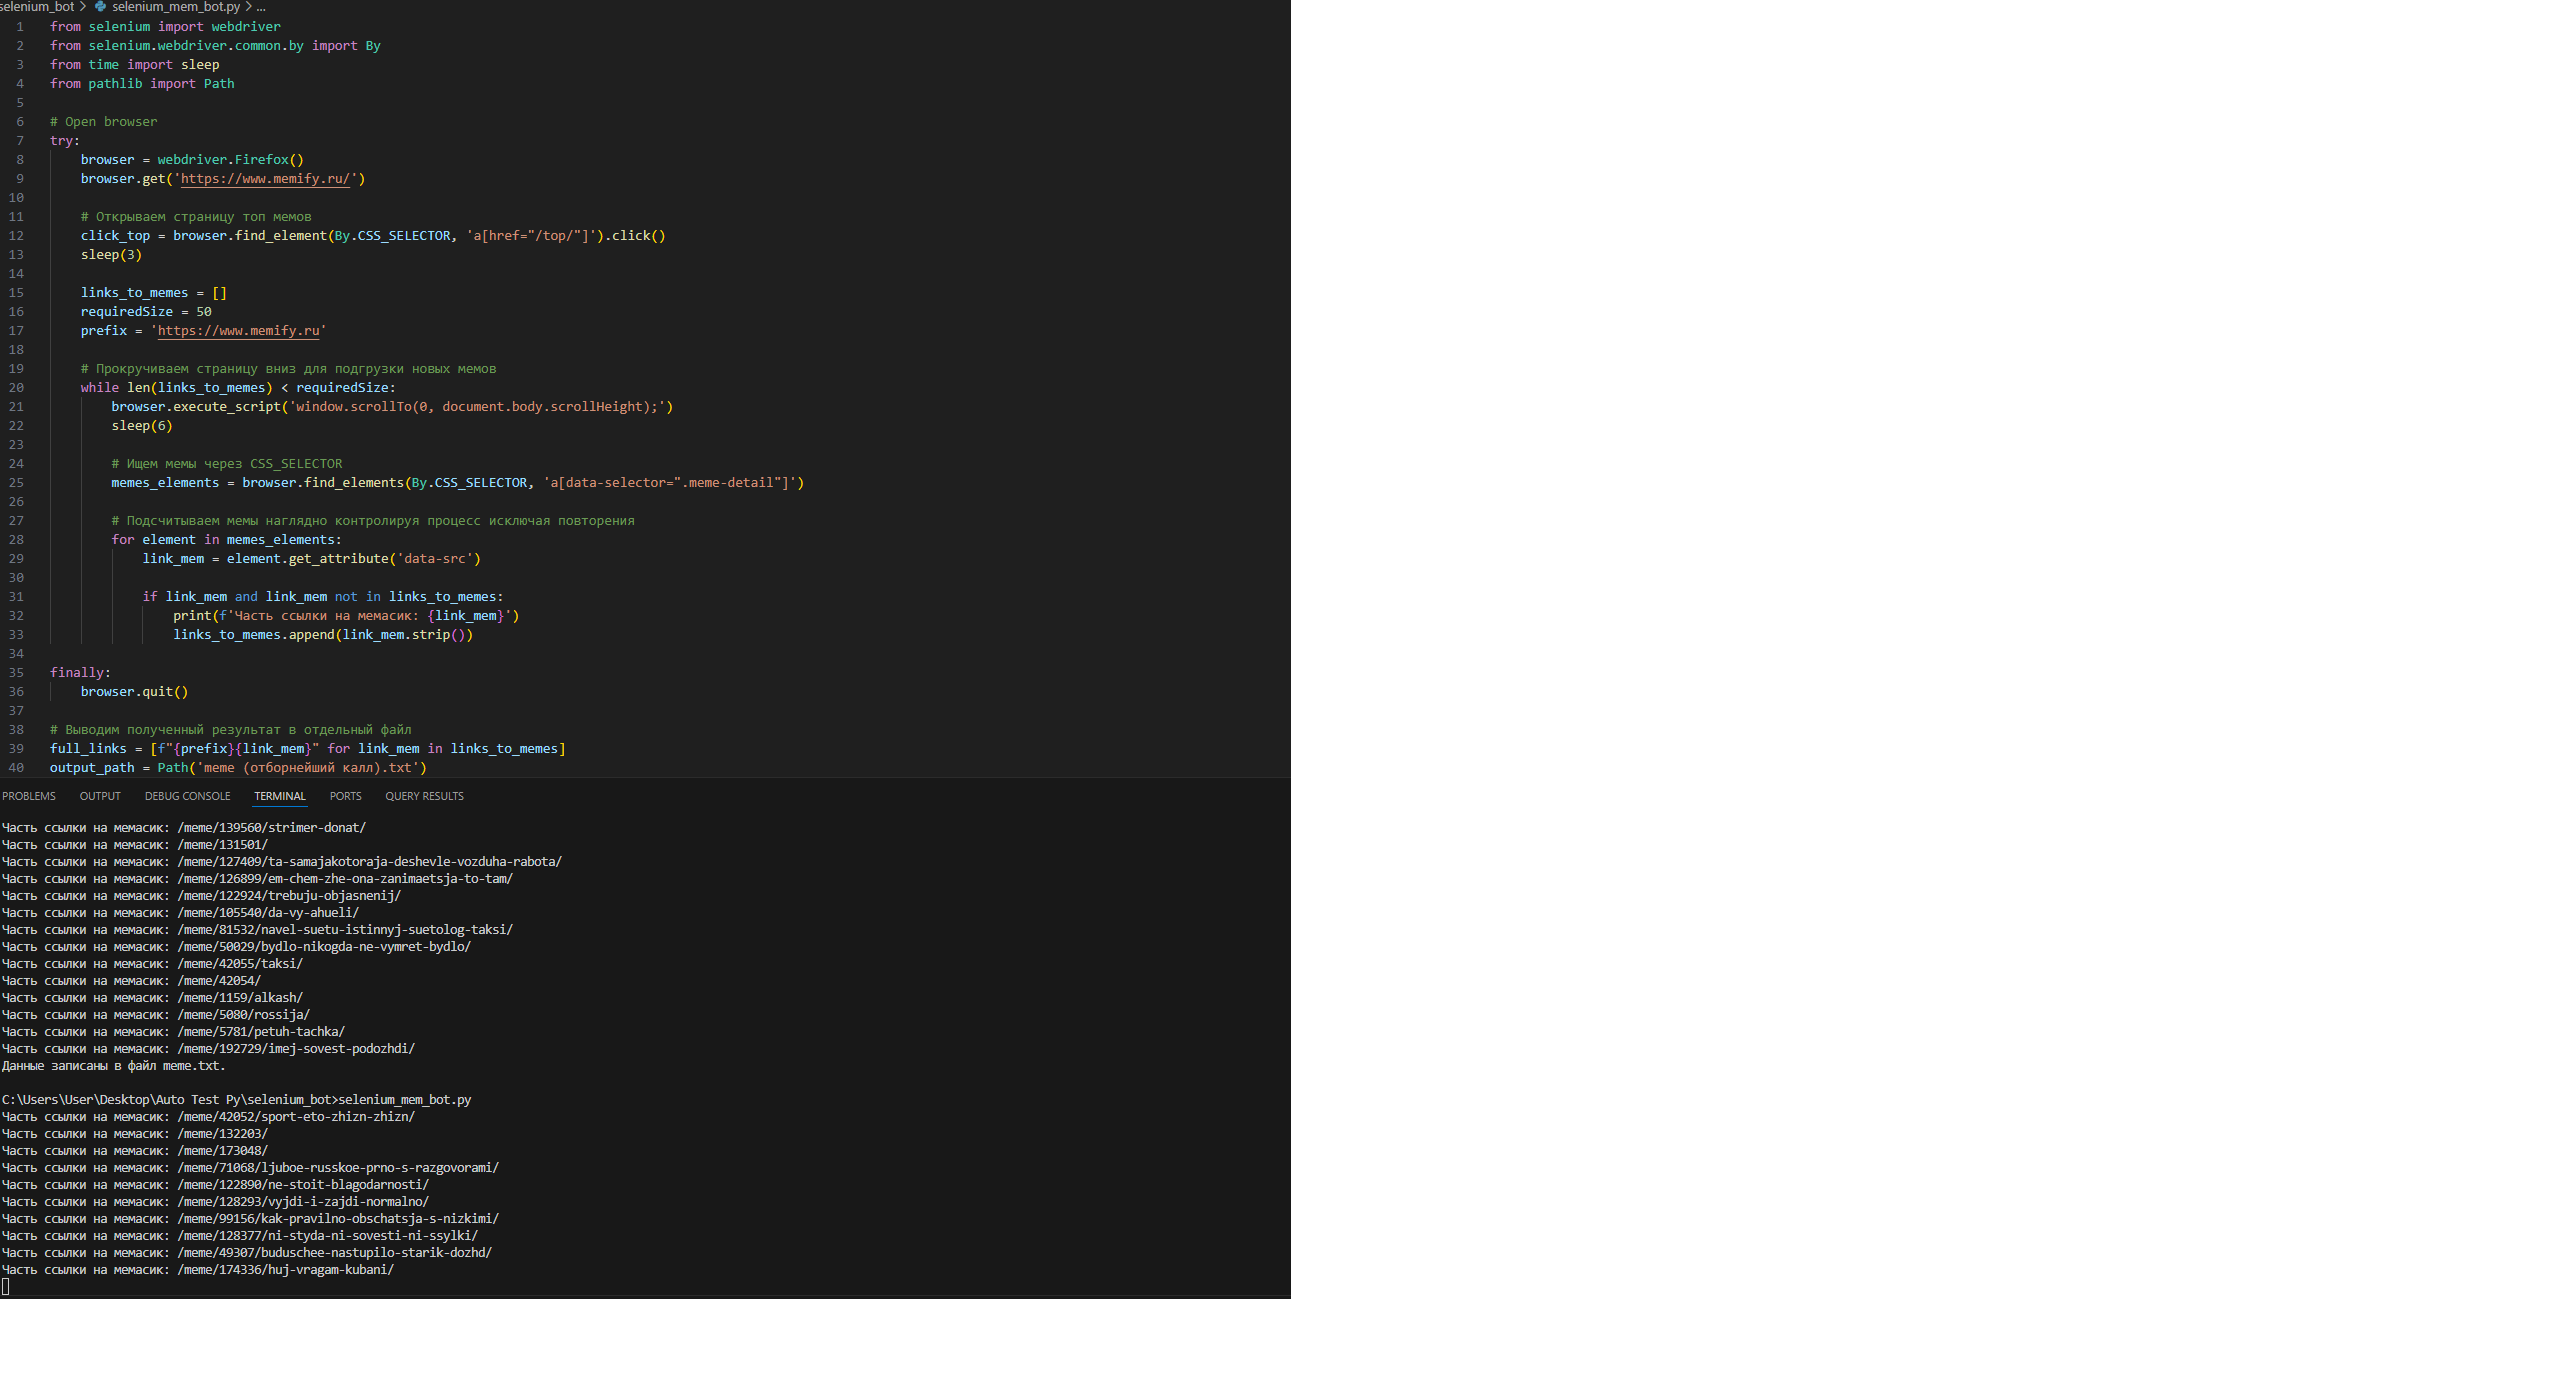 selenium_bot > selenium_mem_bot.py > ...
1 from selenium import webdriver
2 from selenium.webdriver.common.by import By
3 from time import sleep
4 from pathlib import Path
5
6 # Open browser
7 try:
8 browser = webdriver.Firefox()
9 browser.get('https://www.memify.ru/')
10
11 # Открываем страницу топ мемов
12 click_top = browser.find_element(By.CSS_SELECTOR, 'a[href="/top/"]').click()
13 sleep(3)
14
15 links_to_memes = []
16 requiredSize = 50
17 prefix = 'https://www.memify.ru'
18
19 # Прокручиваем страницу вниз для подгрузки новых мемов
20 while len(links_to_memes) < requiredSize:
21 browser.execute_script('window.scrollTo(0, document.body.scrollHeight);')
22 sleep(6)
23
24 # Ищем мемы через CSS_SELECTOR
25 memes_elements = browser.find_elements(By.CSS_SELECTOR, 'a[data-selector=".meme-detail"]')
26
27 # Подсчитываем мемы наглядно контролируя процесс исключая повторения
28 for element in memes_elements:
29 link_mem = element.get_attribute('data-src')
30
31 if link_mem and link_mem not in links_to_memes:
32 print(f'Часть ссылки на мемасик: {link_mem}')
33 links_to_memes.append(link_mem.strip())
34
35 finally:
36 browser.quit()
37
38 # Выводим полученный результат в отдельный файл
39 full_links = [f"{prefix}{link_mem}" for link_mem in links_to_memes]
40 output_path = Path('meme (отборнейший калл).txt')
PROBLEMS OUTPUT DEBUG CONSOLE TERMINAL PORTS QUERY RESULTS
Часть ссылки на мемасик: /meme/139560/strimer-donat/
Часть ссылки на мемасик: /meme/131501/
Часть ссылки на мемасик: /meme/127409/ta-samajakotoraja-deshevle-vozduha-rabota/
Часть ссылки на мемасик: /meme/126899/em-chem-zhe-ona-zanimaetsja-to-tam/
Часть ссылки на мемасик: /meme/122924/trebuju-objasnenij/
Часть ссылки на мемасик: /meme/105540/da-vy-ahueli/
Часть ссылки на мемасик: /meme/81532/navel-suetu-istinnyj-suetolog-taksi/
Часть ссылки на мемасик: /meme/50029/bydlo-nikogda-ne-vymret-bydlo/
Часть ссылки на мемасик: /meme/42055/taksi/
Часть ссылки на мемасик: /meme/42054/
Часть ссылки на мемасик: /meme/1159/alkash/
Часть ссылки на мемасик: /meme/5080/rossija/
Часть ссылки на мемасик: /meme/5781/petuh-tachka/
Часть ссылки на мемасик: /meme/192729/imej-sovest-podozhdi/
Данные записаны в файл meme.txt.
C:\Users\User\Desktop\Auto Test Py\selenium_bot>selenium_mem_bot.py
Часть ссылки на мемасик: /meme/42052/sport-eto-zhizn-zhizn/
Часть ссылки на мемасик: /meme/132203/
Часть ссылки на мемасик: /meme/173048/
Часть ссылки на мемасик: /meme/71068/ljuboe-russkoe-prno-s-razgovorami/
Часть ссылки на мемасик: /meme/122890/ne-stoit-blagodarnosti/
Часть ссылки на мемасик: /meme/128293/vyjdi-i-zajdi-normalno/
Часть ссылки на мемасик: /meme/99156/kak-pravilno-obschatsja-s-nizkimi/
Часть ссылки на мемасик: /meme/128377/ni-styda-ni-sovesti-ni-ssylki/
Часть ссылки на мемасик: /meme/49307/buduschee-nastupilo-starik-dozhd/
Часть ссылки на мемасик: /meme/174336/huj-vragam-kubani/